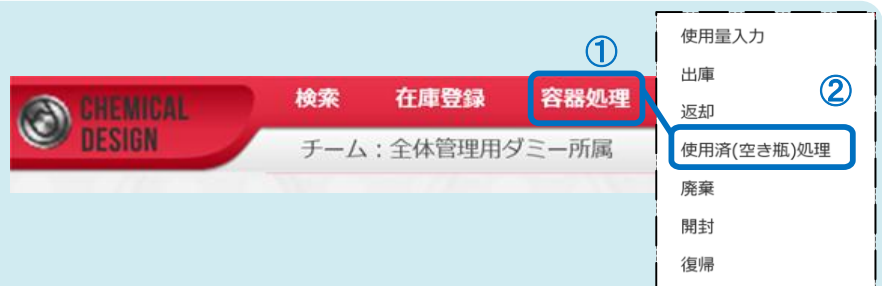 ①
検索 在庫登録 容器処理
CHEMICAL
DESIGN
チーム：全体管理用ダミー所属
②
使用量入力
出庫
返却
使用済(空き瓶)処理
廃棄
開封
復帰